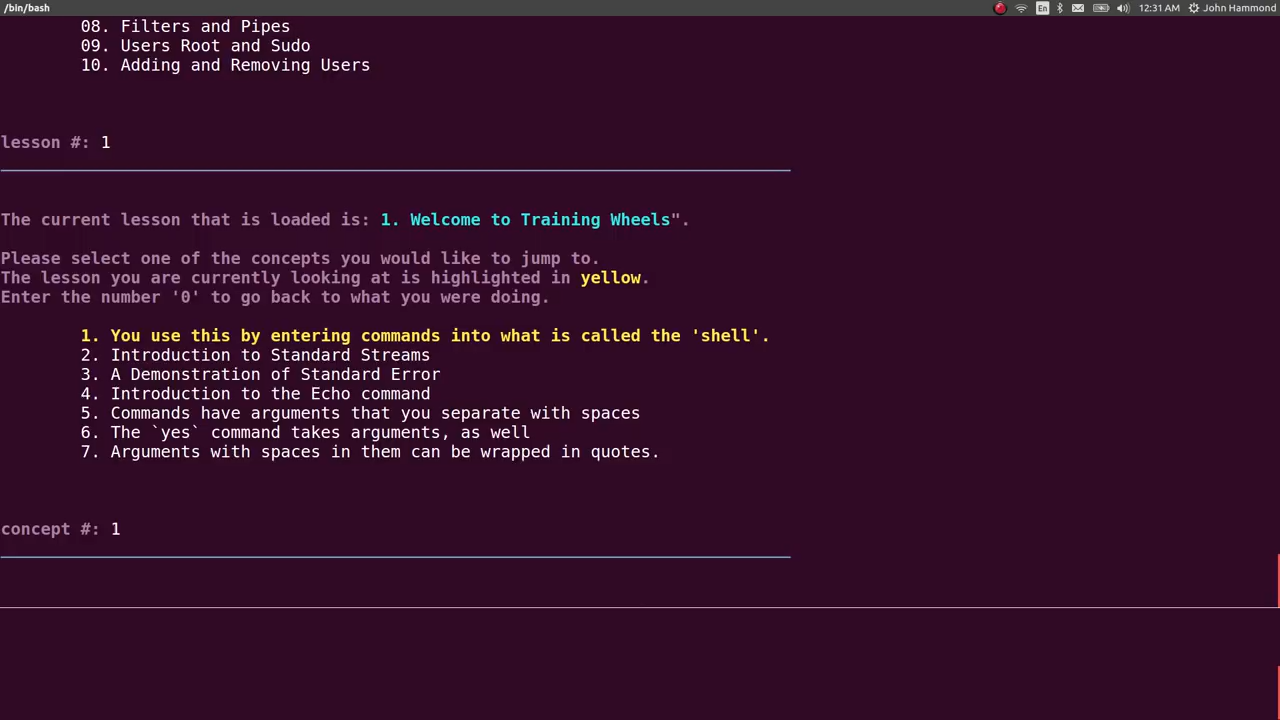 /bin/bash
En
12:31 AM
John Hammond
08. Filters and Pipes
09. Users Root and Sudo
10. Adding and Removing Users
lesson #: 1
The current lesson that is loaded is: 1. Welcome to Training Wheels".
Please select one of the concepts you would like to jump to.
The lesson you are currently looking at is highlighted in yellow.
Enter the number '0' to go back to what you were doing.
1. You use this by entering commands into what is called the 'shell'.
2. Introduction to Standard Streams
3. A Demonstration of Standard Error
4. Introduction to the Echo command
5. Commands have arguments that you separate with spaces
6. The `yes` command takes arguments, as well
7. Arguments with spaces in them can be wrapped in quotes.
concept #: 1